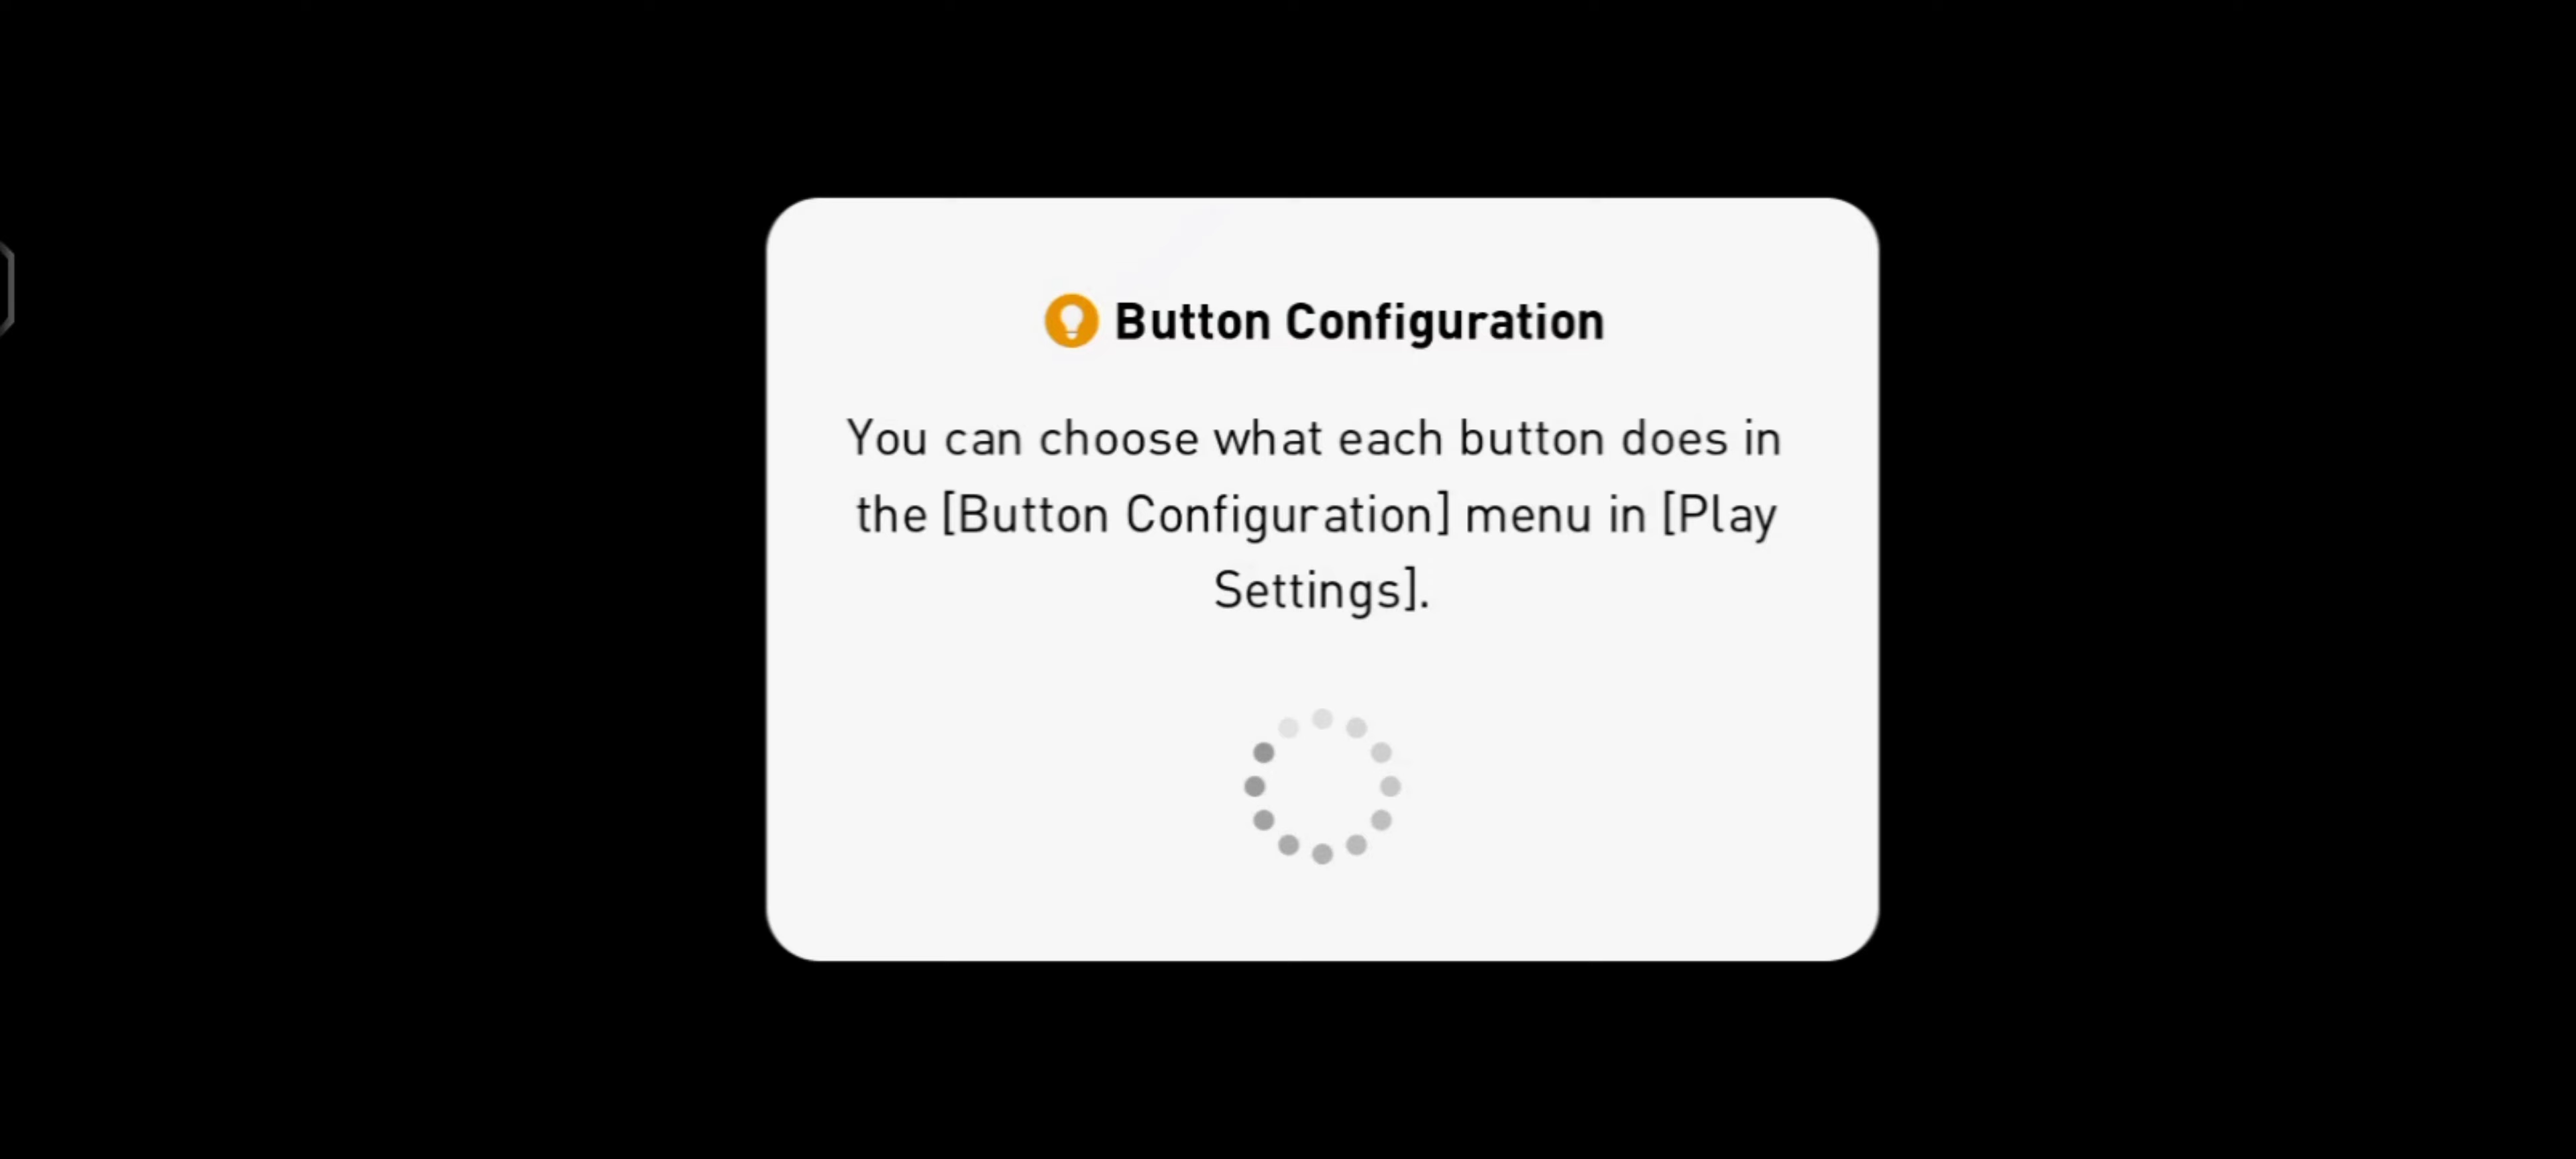 Button Configuration
You can choose what each button does in
the [Button Configuration] menu in [Play
Settings].